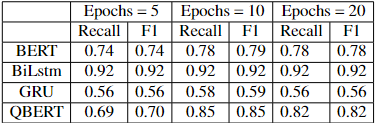 Epochs = 5 Epochs = 10 Epochs = 20
Recall F1 Recall F1 Recall F1
BERT 0.74 0.74 0.78 0.79 0.78 0.78
BiLstm 0.92 0.92 0.92 0.92 0.92 0.92
GRU 0.56 0.56 0.58 0.59 0.56 0.56
QBERT 0.69 0.70 0.85 0.85 0.82 0.82